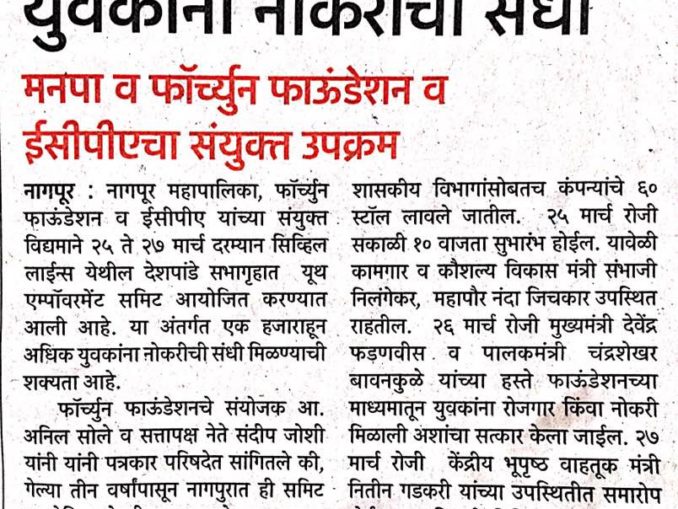 युवकांना नोकरीची संधी
मनपा व फॉर्च्युन फाऊंडेशन व
ईसीपीएचा संयुक्त उपक्रम
नागपूर : नागपूर महापालिका, फॉर्च्युन
फाऊंडेशन व ईसीपीए यांच्या संयुक्त
विद्यमाने २५ ते २७ मार्च दरम्यान सिव्हिल
लाईन्स येथील देशपांडे सभागृहात यूथ
एम्पॉवरमेंट समिट आयोजित करण्यात
आली आहे. या अंतर्गत एक हजाराहून
अधिक युवकांना नोकरीची संधी मिळण्याची
शक्यता आहे.
फॉर्च्युन फाऊंडेशनचे संयोजक आ.
अनिल सोले व सत्तापक्ष नेते संदीप जोशी
यांनी यांनी पत्रकार परिषदेत सांगितले की,
गेल्या तीन वर्षांपासून नागपुरात ही समिट
शासकीय विभागांसोबतच कंपन्यांचे ६०
स्टॉल लावले जातील. २५ मार्च रोजी
सकाळी १० वाजता सुभारंभ होईल. यावेळी
कामगार व कौशल्य विकास मंत्री संभाजी
निलंगेकर, महापौर नंदा जिचकार उपस्थित
राहतील. २६ मार्च रोजी मुख्यमंत्री देवेंद्र
फडणवीस व पालकमंत्री चंद्रशेखर
बावनकुळे यांच्या हस्ते फाऊंडेशनच्या
माध्यमातून युवकांना रोजगार किंवा नोकरी
मिळाली अशांचा सत्कार केला जाईल. २७
मार्च रोजी केंद्रीय भूपृष्ठ वाहतूक मंत्री
नितीन गडकरी यांच्या उपस्थितीत समारोप